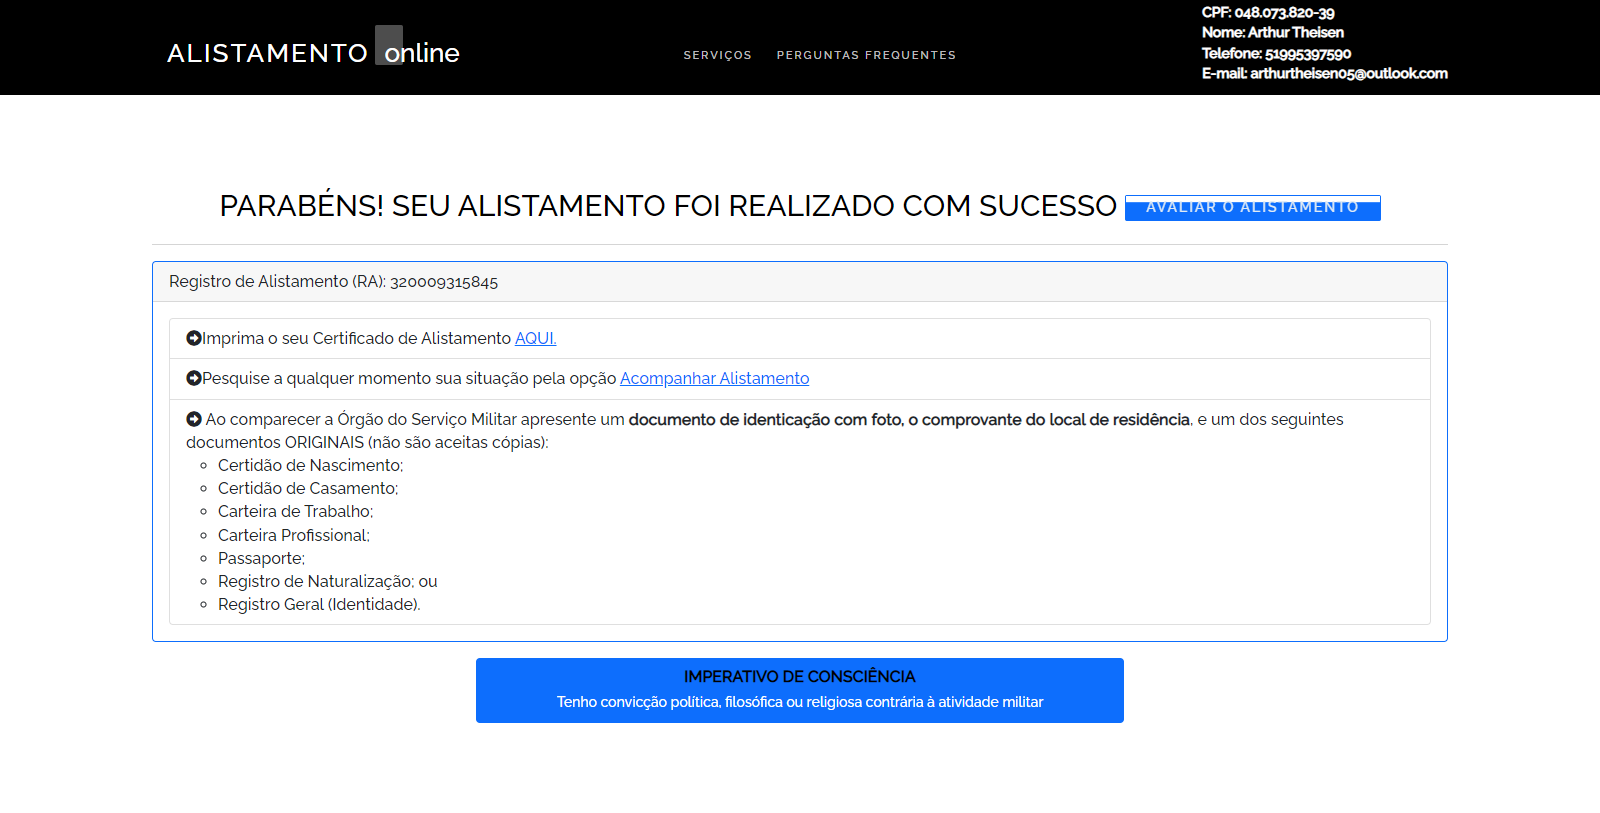 ALISTAMENTO online
SERVIÇOS PERGUNTAS FREQUENTES
CPF: 048.073.820-39
Nome: Arthur Theisen
Telefone: 51995397590
E-mail: arthurtheisen05@outlook.com
PARABÉNS! SEU ALISTAMENTO FOI REALIZADO COM SUCESSO AVALIAR O ALISTAMENTO
Registro de Alistamento (RA): 320009315845
Imprima o seu Certificado de Alistamento AQUI.
Pesquise a qualquer momento sua situação pela opção Acompanhar Alistamento
Ao comparecer a Órgão do Serviço Militar apresente um documento de identicação com foto, o comprovante do local de residência, e um dos seguintes
documentos ORIGINAIS (não são aceitas cópias):
Certidão de Nascimento;
Certidão de Casamento;
Carteira de Trabalho;
Carteira Profissional;
Passaporte;
Registro de Naturalização; ou
Registro Geral (Identidade).
IMPERATIVO DE CONSCIÊNCIA
Tenho convicção política, filosófica ou religiosa contrária à atividade militar